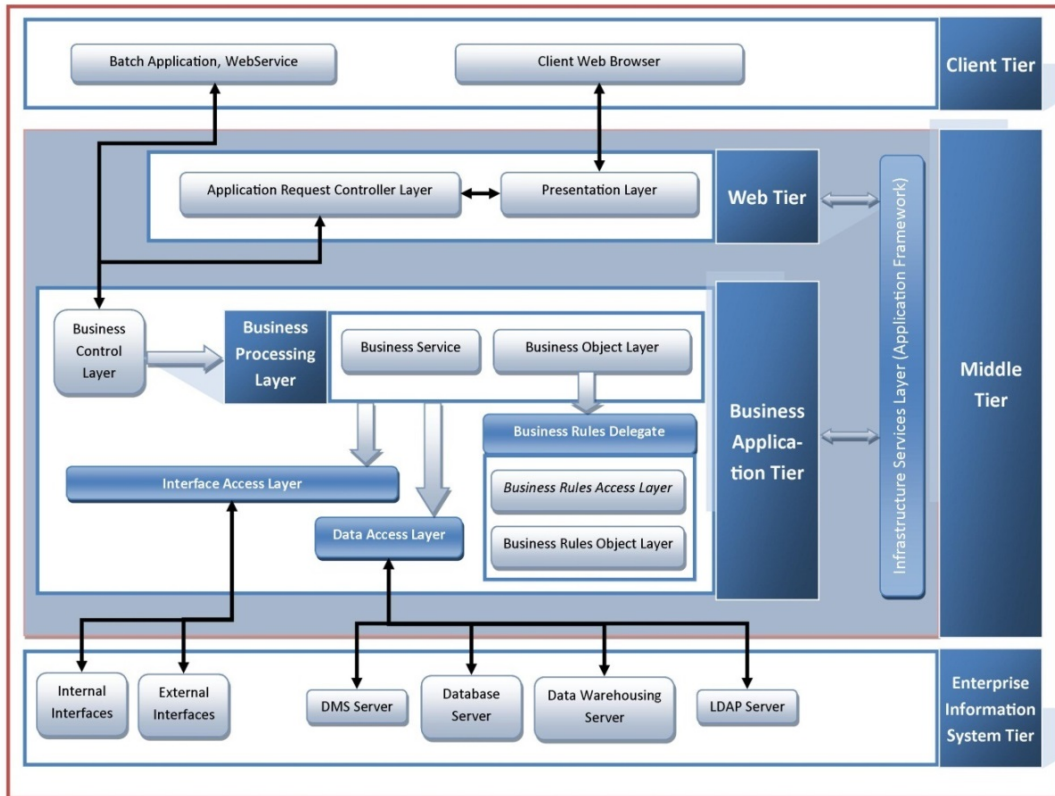 Batch Application, WebService
Client Web Browser
Client Tier
Application Request Controller Layer
Presentation Layer
Web Tier
Infrastructure Services Layer (Application Framework)
Middle
Tier
Business
Control
Layer
Business
Processing
Layer
Business Service
Business Object Layer
Business Rules Delegate
Business Rules Access Layer
Business Rules Object Layer
Business
Applica-
tion Tier
Interface Access Layer
Data Access Layer
Internal
Interfaces
External
Interfaces
DMS Server
Database
Server
Data Warehousing
Server
LDAP Server
Enterprise
Information
System Tier